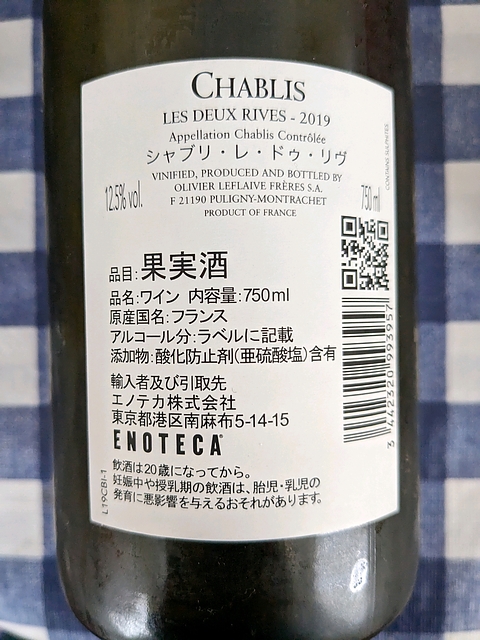 CHABLIS
LES DEUX RIVES - 2019
Appellation Chablis Contrôlée
シャブリ・レ・ドゥ・リヴ
VINIFIED, PRODUCED AND BOTTLED BY
OLIVIER LEFLAIVE FRÈRES S.A.
F 21190 PULIGNY-MONTRACHET
PRODUCT OF FRANCE
12.5% vol.
750 ml
CONTAINS SULPHITES
品目:果実酒
品名:ワイン 内容量:750ml
原産国名:フランス
アルコール分:ラベルに記載
添加物:酸化防止剤(亜硫酸塩)含有
輸入者及び引取先
エノテカ株式会社
東京都港区南麻布5-14-15
ENOTECA
飲酒は20歳になってから。
妊娠中や授乳期の飲酒は、胎児・乳児の
発育に悪影響を与えるおそれがあります。
L19CBI-1
3 442320 993957